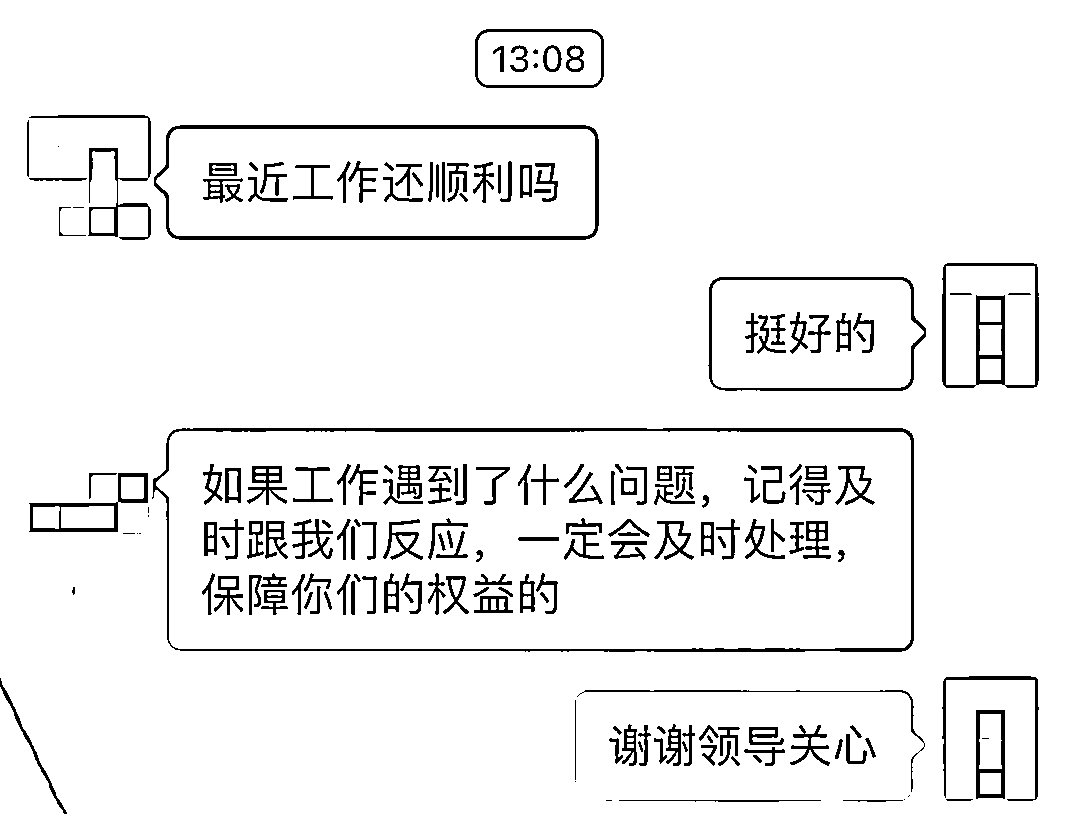 13:08
最近工作还顺利吗
挺好的
如果工作遇到了什么问题，记得及
时跟我们反应，一定会及时处理，
保障你们的权益的
谢谢领导关心